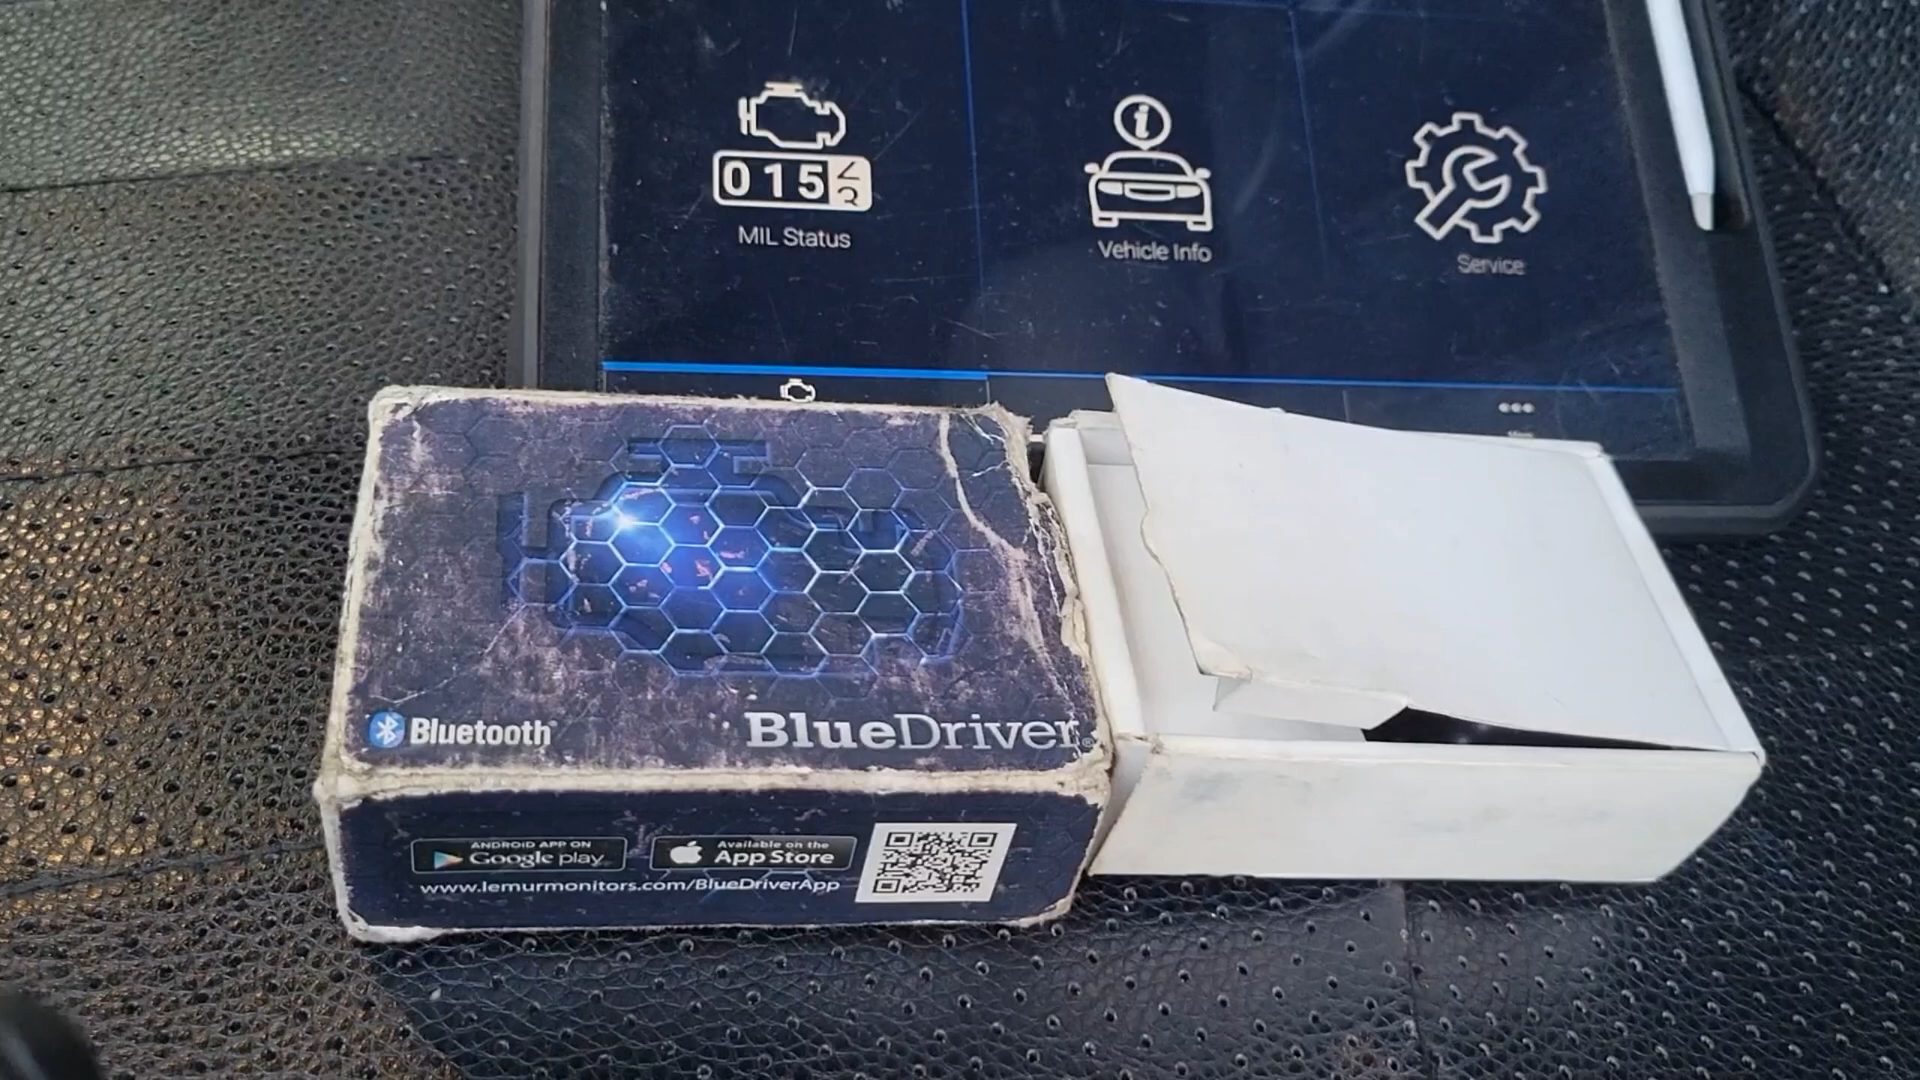 015
MIL Status
Vehicle Info
Service
Bluetooth
BlueDriver®
ANDROID APP ON
Google play
Available on the
App Store
www.lemurmonitors.com/BlueDriverApp